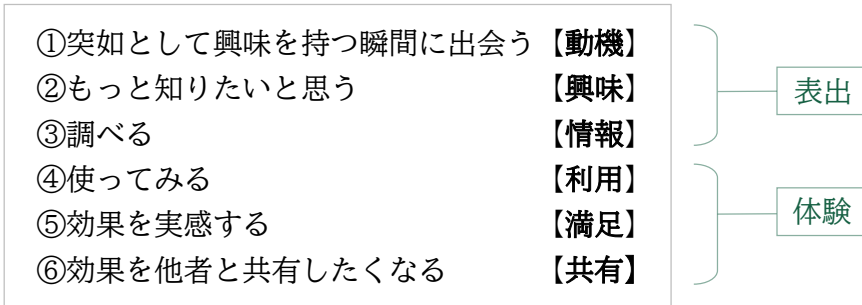 ①突如として興味を持つ瞬間に出会う【動機】
②もっと知りたいと思う【興味】
③調べる【情報】
表出
④使ってみる【利用】
⑤効果を実感する【満足】
⑥効果を他者と共有したくなる【共有】
体験